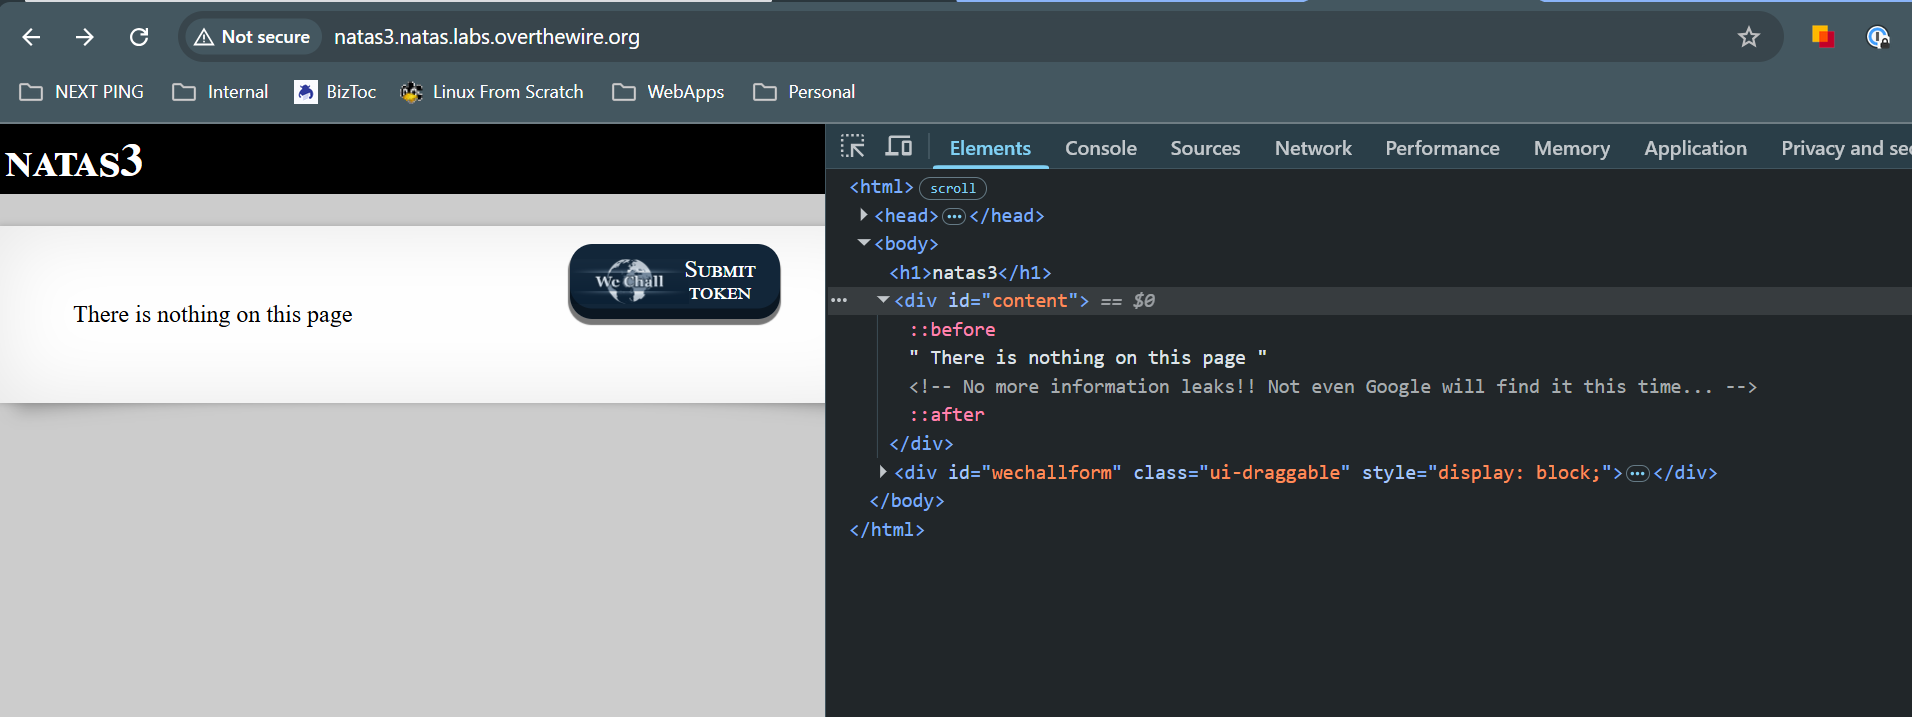 Not secure natas3.natas.labs.overthewire.org
NEXT PING Internal BizToc Linux From Scratch WebApps Personal
NATAS3
We Chall
SUBMIT
TOKEN
There is nothing on this page
Elements Console Sources Network Performance Memory Application Privacy and sec
<html> scroll
<head> ••• </head>
<body>
<h1>natas3</h1>
••• <div id="content"> == $0
::before
" There is nothing on this page "
<!-- No more information leaks!! Not even Google will find it this time... -->
::after
</div>
<div id="wechallform" class="ui-draggable" style="display: block;"> ••• </div>
</body>
</html>